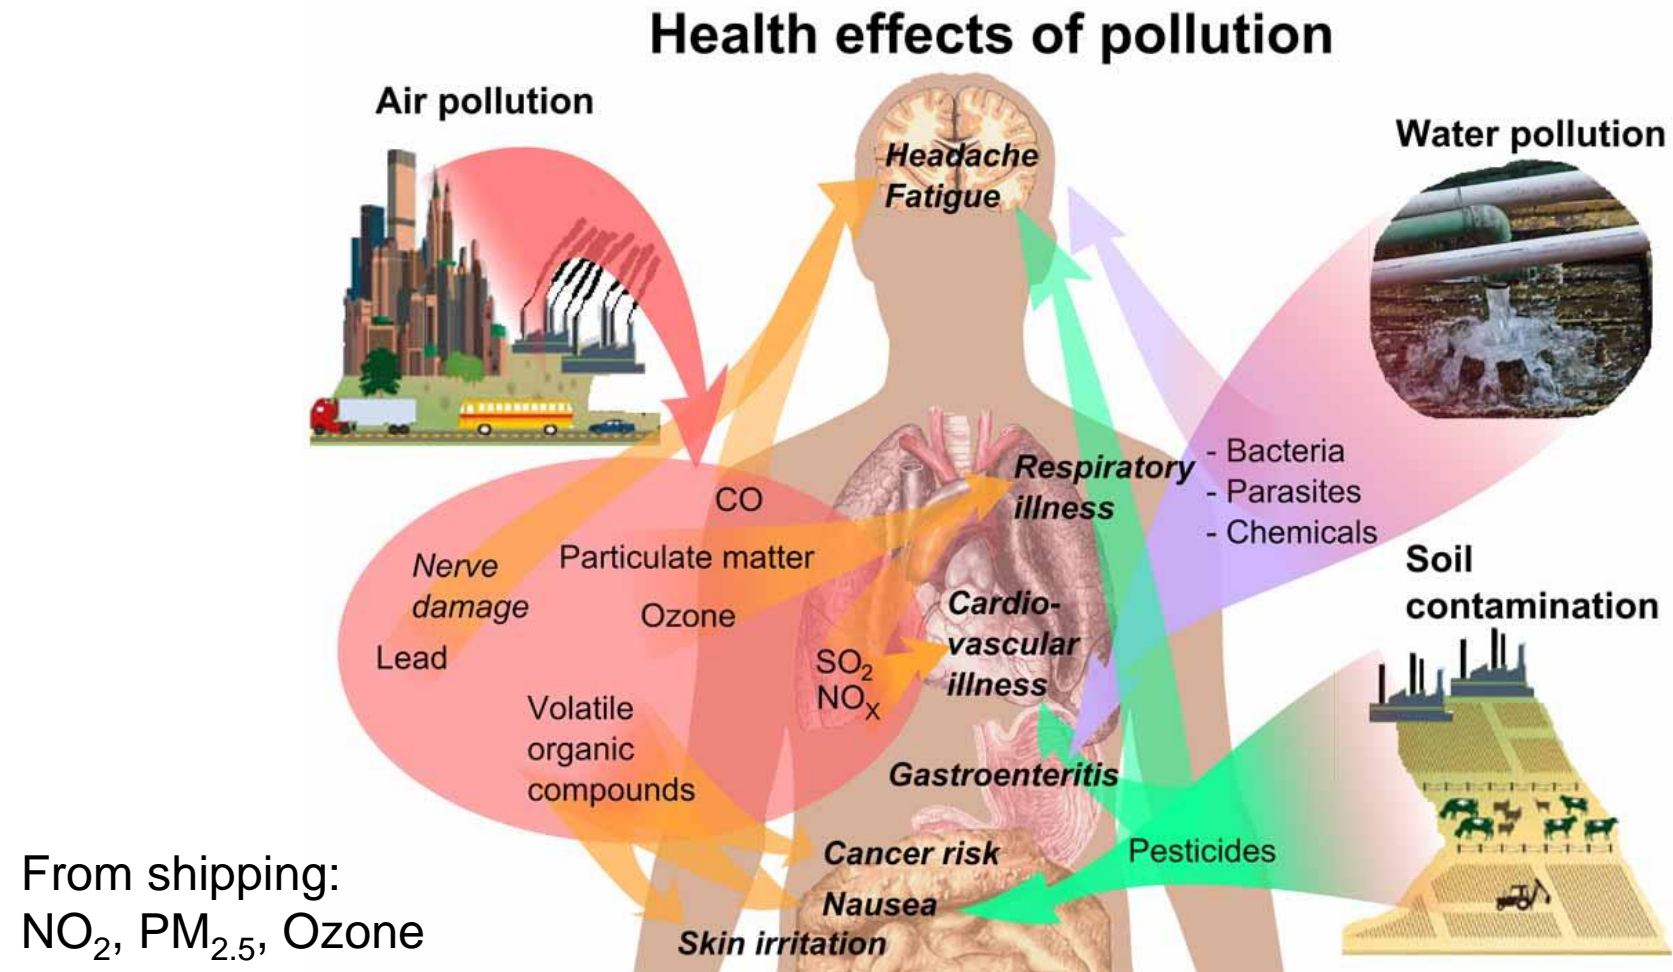 Health effects of pollution
Air pollution
Water pollution
Headache
Fatigue
- Bacteria
- Parasites
- Chemicals
Respiratory
illness
CO
Particulate matter
Nerve
damage
Ozone
Lead
Soil
contamination
Cardio-
vascular
illness
SO₂
NOₓ
Volatile
organic
compounds
Gastroenteritis
Pesticides
Cancer risk
Nausea
Skin irritation
From shipping:
NO₂, PM₂.₅, Ozone